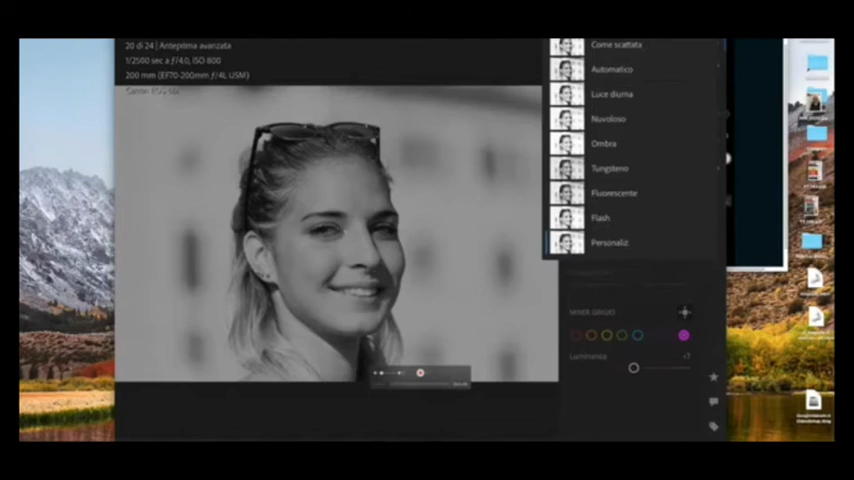 20 di 24 | Anteprima avanzata
1/2500 sec a ƒ/4.0, ISO 800
200 mm (EF70-200mm ƒ/4L USM)
Come scattata
Automatico
Luce diurna
Nuvoloso
Ombra
Tungsteno
Fluorescente
Flash
Personaliz.
MIXER GRIGIO
Luminanza +7